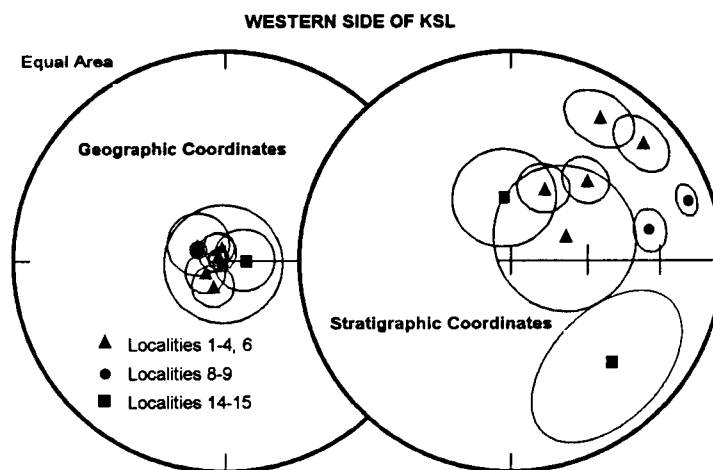 WESTERN SIDE OF KSL
Equal Area
Geographic Coordinates
Stratigraphic Coordinates
Localities 1-4, 6
Localities 8-9
Localities 14-15